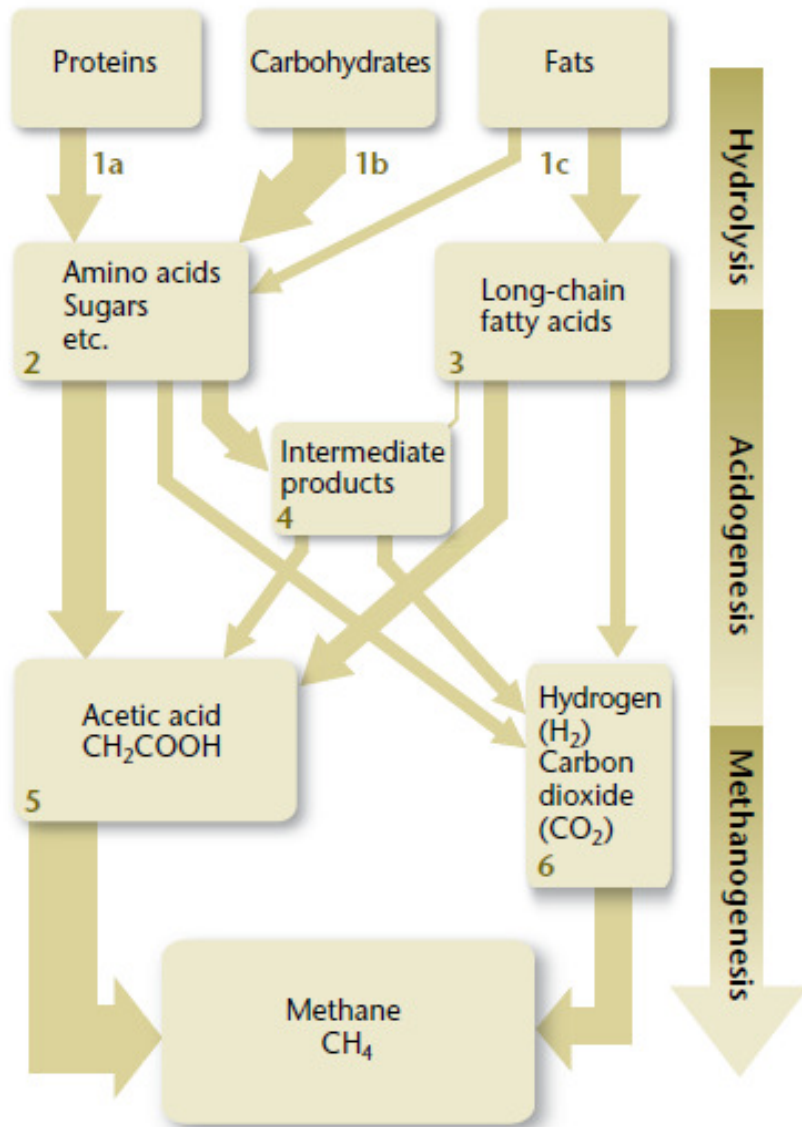 Proteins
Carbohydrates
Fats
1a
1b
1c
Hydrolysis
Amino acids
Sugars
etc.
2
Long-chain
fatty acids
3
Acidogenesis
Intermediate
products
4
Acetic acid
CH₂COOH
5
Hydrogen
(H₂)
Carbon
dioxide
(CO₂)
6
Methanogenesis
Methane
CH₄